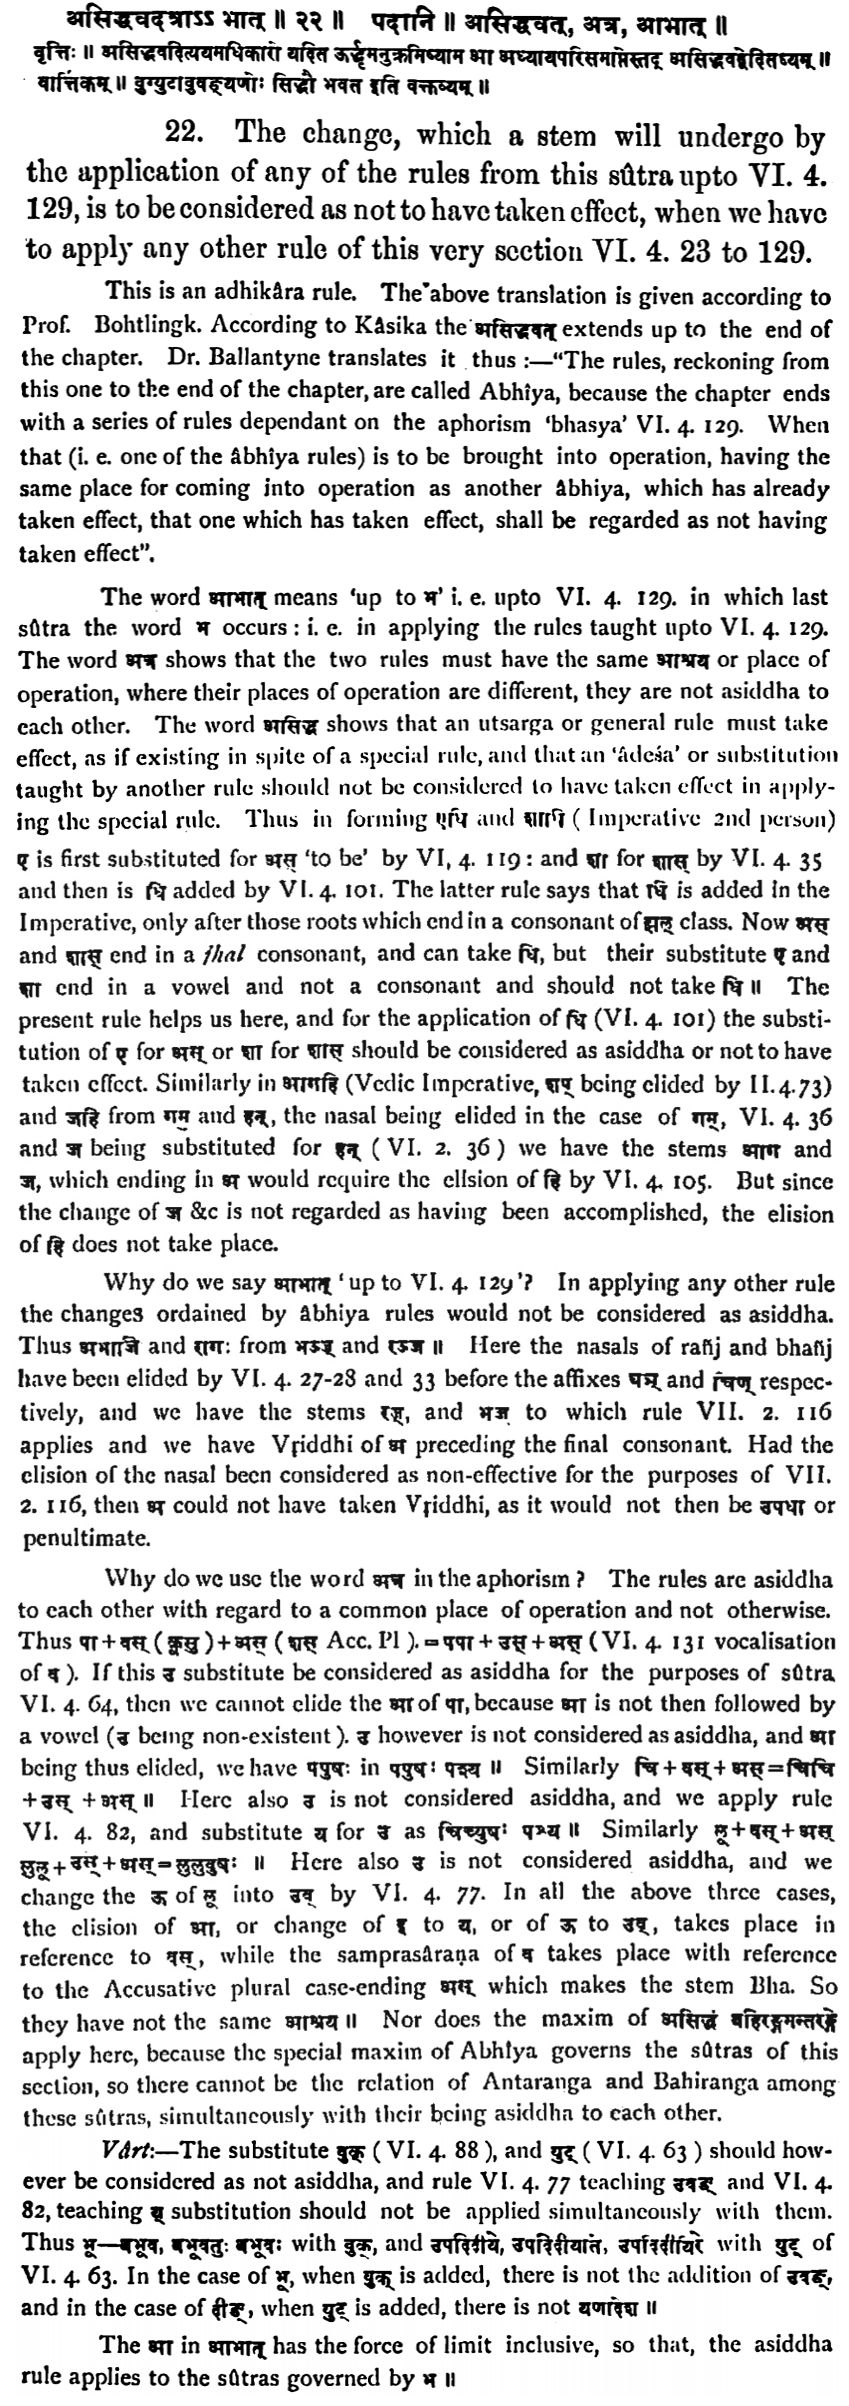 असिद्धवदत्राऽऽ भात् ॥ २२ ॥ पदानि ॥ असिद्धवत्, अत्र, आभात् ॥
वृत्तिः ॥ असिद्धवदित्ययमधिकारो यदित ऊर्द्ध्वमनुक्रमिष्याम आ अध्यायपरिसमाप्तेस्तद् असिद्धवद्वेदितव्यम् ॥
वार्त्तिकम् ॥ वुग्युटावुवङ्यणोः सिद्धौ भवत इति वक्तव्यम् ॥
22. The change, which a stem will undergo by
the application of any of the rules from this sûtra upto VI. 4.
129, is to be considered as not to have taken effect, when we have
to apply any other rule of this very section VI. 4. 23 to 129.
This is an adhikâra rule. The above translation is given according to
Prof. Bohtlingk. According to Kâsika the असिद्धवत् extends up to the end of
the chapter. Dr. Ballantyne translates it thus :—“The rules, reckoning from
this one to the end of the chapter, are called Abhîya, because the chapter ends
with a series of rules dependant on the aphorism ‘bhasya’ VI. 4. 129. When
that (i. e. one of the âbhîya rules) is to be brought into operation, having the
same place for coming into operation as another âbhiya, which has already
taken effect, that one which has taken effect, shall be regarded as not having
taken effect”.
The word आभात् means ‘up to भ’ i. e. upto VI. 4. 129. in which last
sûtra the word भ occurs : i. e. in applying the rules taught upto VI. 4. 129.
The word अत्र shows that the two rules must have the same आश्रय or place of
operation, where their places of operation are different, they are not asiddha to
each other. The word असिद्ध shows that an utsarga or general rule must take
effect, as if existing in spite of a special rule, and that an ‘âdeśa’ or substitution
taught by another rule should not be considered to have taken effect in apply-
ing the special rule. Thus in forming एधि and शाधि ( Imperative 2nd person)
ए is first substituted for अस् ‘to be’ by VI, 4. 119 : and शा for शास् by VI. 4. 35
and then is धि added by VI. 4. 101. The latter rule says that धि is added in the
Imperative, only after those roots which end in a consonant of झल् class. Now अस्
and शास् end in a jhal consonant, and can take धि, but their substitute ए and
शा end in a vowel and not a consonant and should not take धि ॥ The
present rule helps us here, and for the application of धि (VI. 4. 101) the substi-
tution of ए for अस् or शा for शास् should be considered as asiddha or not to have
taken effect. Similarly in आगहि (Vedic Imperative, शप् being elided by II. 4. 73)
and जहि from गम् and हन्, the nasal being elided in the case of गम्, VI. 4. 36
and ज being substituted for हन् ( VI. 2. 36 ) we have the stems आग and
ज, which ending in अ would require the elision of हि by VI. 4. 105. But since
the change of ज &c is not regarded as having been accomplished, the elision
of हि does not take place.
Why do we say आभात् ‘ up to VI. 4. 129 ’? In applying any other rule
the changes ordained by âbhiya rules would not be considered as asiddha.
Thus अभाजि and रागः from भञ्ज् and रञ्ज ॥ Here the nasals of rañj and bhañj
have been elided by VI. 4. 27-28 and 33 before the affixes घञ् and चिण् respec-
tively, and we have the stems रज्, and भज to which rule VII. 2. 116
applies and we have Vṛiddhi of अ preceding the final consonant. Had the
elision of the nasal been considered as non-effective for the purposes of VII.
2. 116, then अ could not have taken Vṛiddhi, as it would not then be उपधा or
penultimate.
Why do we use the word अत्र in the aphorism ? The rules are asiddha
to each other with regard to a common place of operation and not otherwise.
Thus पा + वस् ( क्वसु ) + अस् ( शस Acc. Pl ). = पपा + उस् + अस् ( VI. 4. 131 vocalisation
of व ). If this उ substitute be considered as asiddha for the purposes of sûtra
VI. 4. 64, then we cannot elide the आ of पा, because आ is not then followed by
a vowel (उ being non-existent ). उ however is not considered as asiddha, and आ
being thus elided, we have पपुषः in पपुषः पश्य ॥ Similarly चि + वस् + अस् = चिचि
+ उस् + अस् ॥ Here also उ is not considered asiddha, and we apply rule
VI. 4. 82, and substitute य for उ as चिच्युषः पश्य ॥ Similarly लू + वस् + अस
लुलू + उस् + अस् = लुलुवुषः ॥ Here also उ is not considered asiddha, and we
change the ऊ of लू into उव् by VI. 4. 77. In all the above three cases,
the elision of आ, or change of इ to य, or of ऊ to उव्, takes place in
reference to वस्, while the samprasâraṇa of व takes place with reference
to the Accusative plural case-ending अस् which makes the stem Bha. So
they have not the same आश्रय ॥ Nor does the maxim of असिद्धं बहिरङ्गमन्तरङ्गे
apply here, because the special maxim of Abhîya governs the sûtras of this
section, so there cannot be the relation of Antaranga and Bahiranga among
these sûtras, simultaneously with their being asiddha to each other.
Vârt:—The substitute वुक् ( VI. 4. 88 ), and युट् ( VI. 4. 63 ) should how-
ever be considered as not asiddha, and rule VI. 4. 77 teaching उवङ् and VI. 4.
82, teaching य् substitution should not be applied simultaneously with them.
Thus भू—बभूव, बभूवतुः बभूवः with वुक्, and उपदिदीये, उपदिदीयाते, उपदिदीयिरे with युट् of
VI. 4. 63. In the case of भू, when वुक् is added, there is not the addition of उवङ्,
and in the case of दीङ्, when युट् is added, there is not यणादेश ॥
The आ in आभात् has the force of limit inclusive, so that, the asiddha
rule applies to the sûtras governed by भ ॥